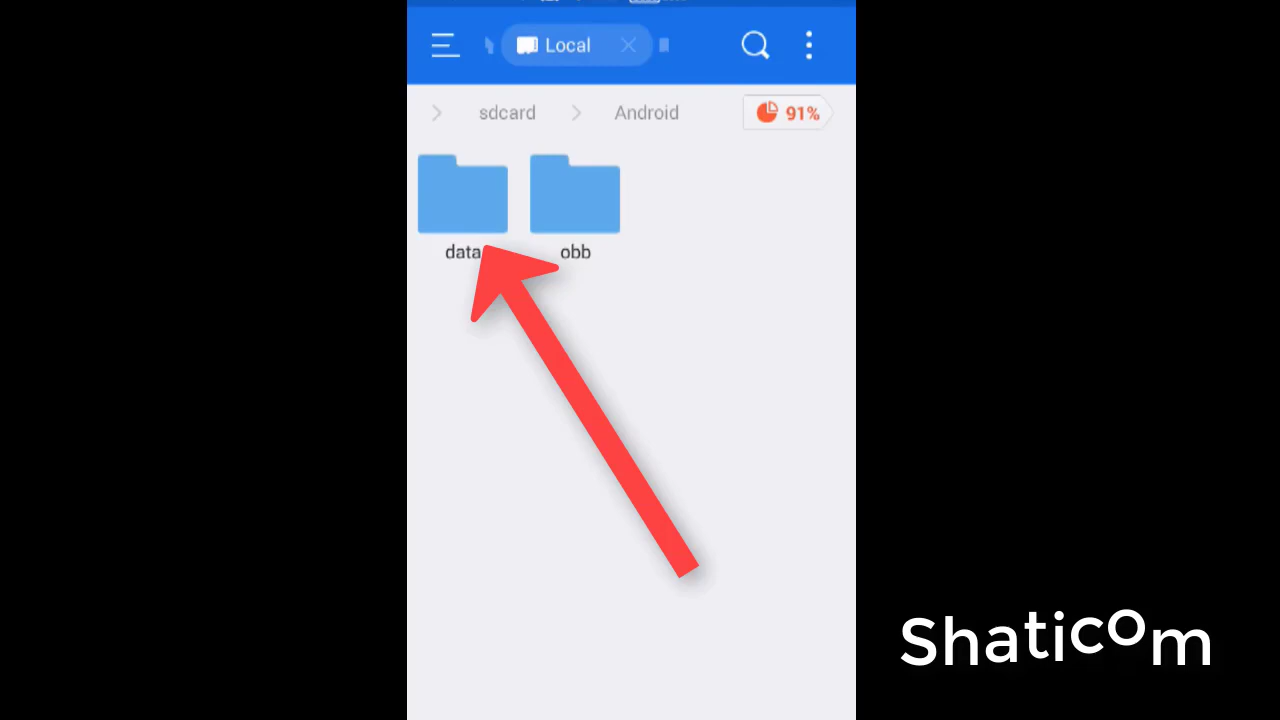 Local
sdcard Android 91%
data obb
Shaticom